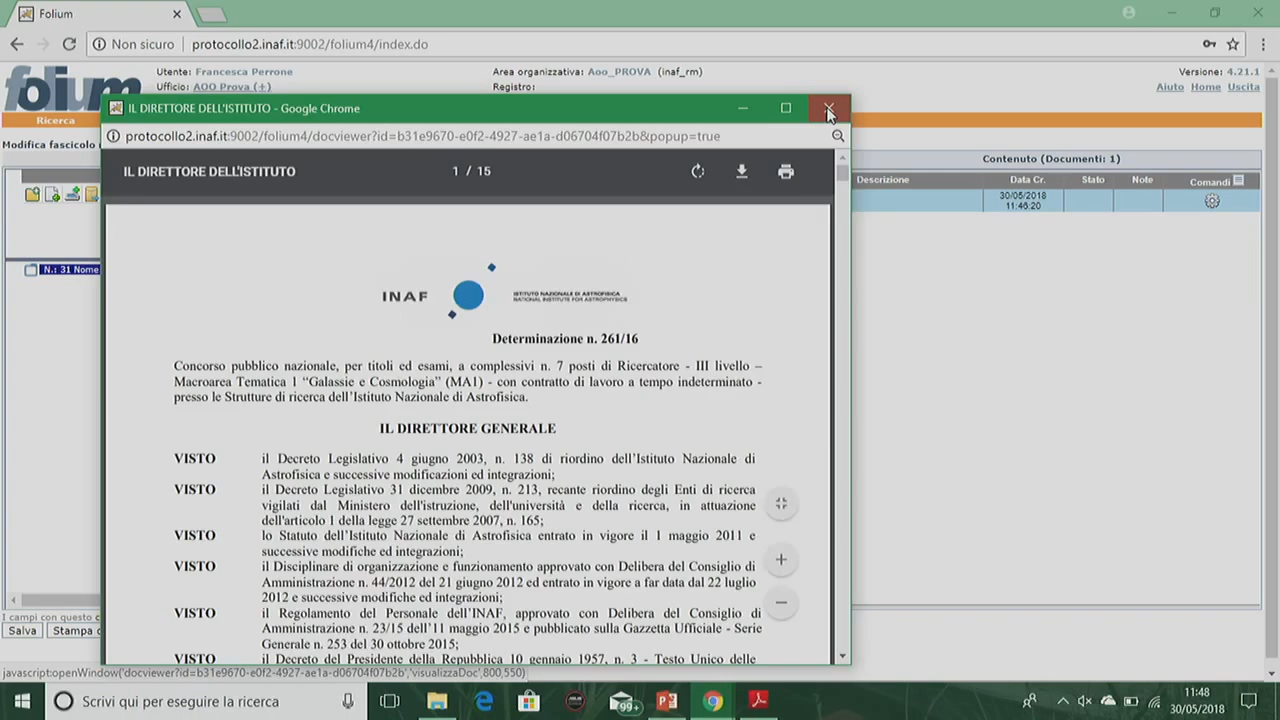 Folium
Non sicuro protocollo2.inaf.it:9002/folium4/index.do
folium
Utente: Francesca Perrone
Area organizzativa: Aoo_PROVA (inaf_rm)
Versione: 4.21.1
Ufficio: AOO Prova (+)
Registro:
Aiuto Home Uscita
IL DIRETTORE DELL'ISTITUTO - Google Chrome
Ricerca
protocollo2.inaf.it:9002/folium4/docviewer?id=b31e9670-e0f2-4927-ae1a-d06704f07b2b&popup=true
Modifica fascicolo
Contenuto (Documenti: 1)
IL DIRETTORE DELL'ISTITUTO 1 / 15
Descrizione Data Cr. Stato Note Comandi
30/05/2018
11:46:20
N.: 31 Nome
INAF
ISTITUTO NAZIONALE DI ASTROFISICA
NATIONAL INSTITUTE FOR ASTROPHYSICS
Determinazione n. 261/16
Concorso pubblico nazionale, per titoli ed esami, a complessivi n. 7 posti di Ricercatore - III livello –
Macroarea Tematica 1 “Galassie e Cosmologia” (MA1) - con contratto di lavoro a tempo indeterminato -
presso le Strutture di ricerca dell’Istituto Nazionale di Astrofisica.
IL DIRETTORE GENERALE
VISTO il Decreto Legislativo 4 giugno 2003, n. 138 di riordino dell’Istituto Nazionale di
Astrofisica e successive modificazioni ed integrazioni;
VISTO il Decreto Legislativo 31 dicembre 2009, n. 213, recante riordino degli Enti di ricerca
vigilati dal Ministero dell'istruzione, dell'università e della ricerca, in attuazione
dell'articolo 1 della legge 27 settembre 2007, n. 165;
VISTO lo Statuto dell’Istituto Nazionale di Astrofisica entrato in vigore il 1 maggio 2011 e
successive modifiche ed integrazioni;
VISTO il Disciplinare di organizzazione e funzionamento approvato con Delibera del Consiglio di
Amministrazione n. 44/2012 del 21 giugno 2012 ed entrato in vigore a far data dal 22 luglio
2012 e successive modifiche ed integrazioni;
VISTO il Regolamento del Personale dell’INAF, approvato con Delibera del Consiglio di
Amministrazione n. 23/15 dell’11 maggio 2015 e pubblicato sulla Gazzetta Ufficiale - Serie
Generale n. 253 del 30 ottobre 2015;
VISTO il Decreto del Presidente della Repubblica 10 gennaio 1957, n. 3 - Testo Unico delle
1 campi con questo c
Salva Stampa c
javascript:openWindow('docviewer?id=b31e9670-e0f2-4927-ae1a-d06704f07b2b','visualizzaDoc',800,550)
Scrivi qui per eseguire la ricerca
99+
11:48
30/05/2018